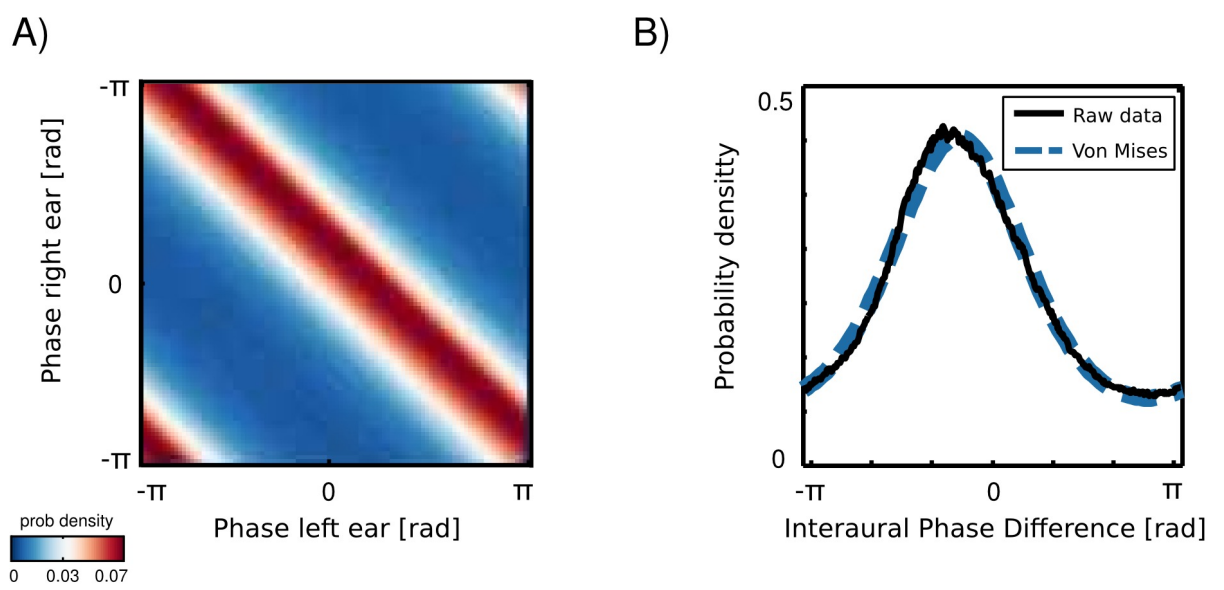 A)
B)
-π
0
-π
Phase right ear [rad]
-π 0 π
Phase left ear [rad]
prob density
0 0.03 0.07
0.5
0
Probability density
Raw data
Von Mises
-π 0 π
Interaural Phase Difference [rad]